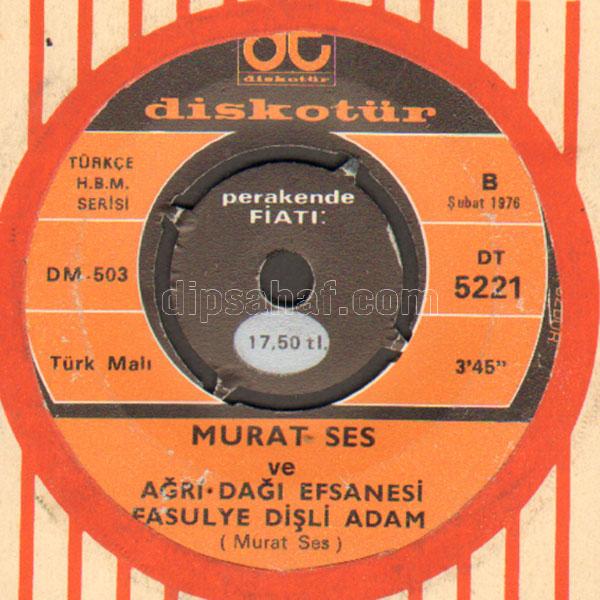 dt
diskotür
diskotür
TÜRKÇE
H.B.M.
SERİSİ
perakende
FİATI:
B
Şubat 1976
DM-503
DT
5221
dipsahaf.com
17,50 tl.
Türk Malı
3'45"
MURAT SES
ve
AĞRI·DAĞI EFSANESİ
FASULYE DİŞLİ ADAM
( Murat Ses )